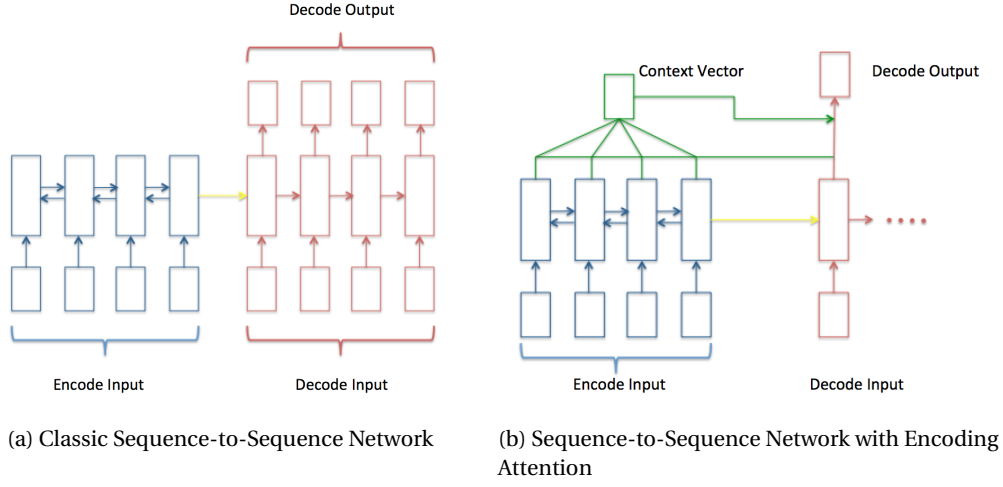 Decode Output
Encode Input
Decode Input
(a) Classic Sequence-to-Sequence Network
Context Vector
Decode Output
Encode Input
Decode Input
(b) Sequence-to-Sequence Network with Encoding
Attention